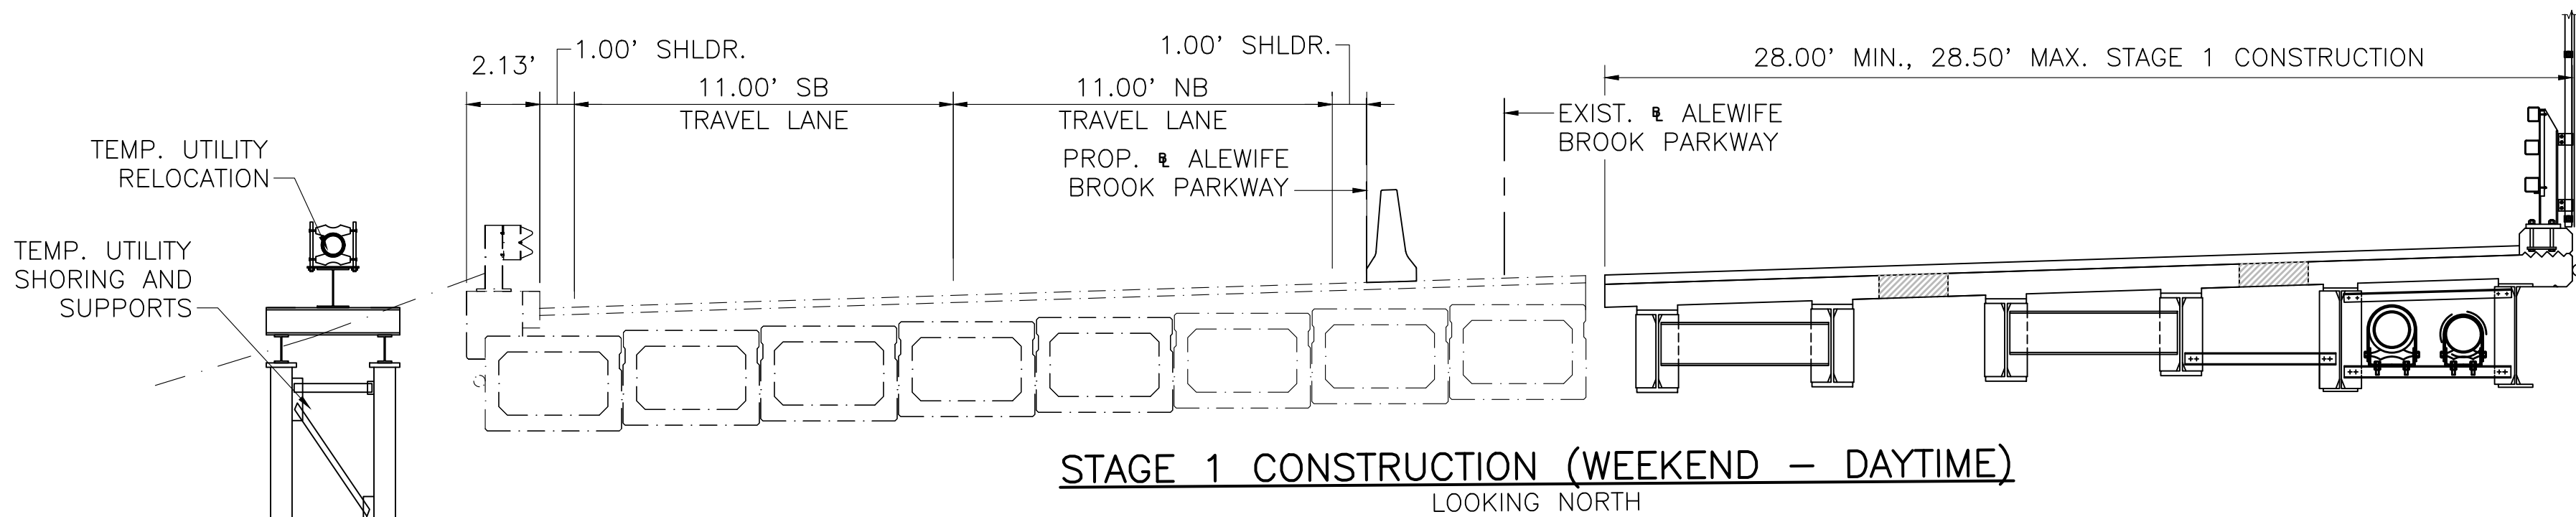 2.13'
1.00' SHLDR.
11.00' SB
TRAVEL LANE
11.00' NB
TRAVEL LANE
1.00' SHLDR.
PROP. ℄ ALEWIFE
BROOK PARKWAY
EXIST. ℄ ALEWIFE
BROOK PARKWAY
28.00' MIN., 28.50' MAX. STAGE 1 CONSTRUCTION
TEMP. UTILITY
RELOCATION
TEMP. UTILITY
SHORING AND
SUPPORTS
STAGE 1 CONSTRUCTION (WEEKEND – DAYTIME)
LOOKING NORTH